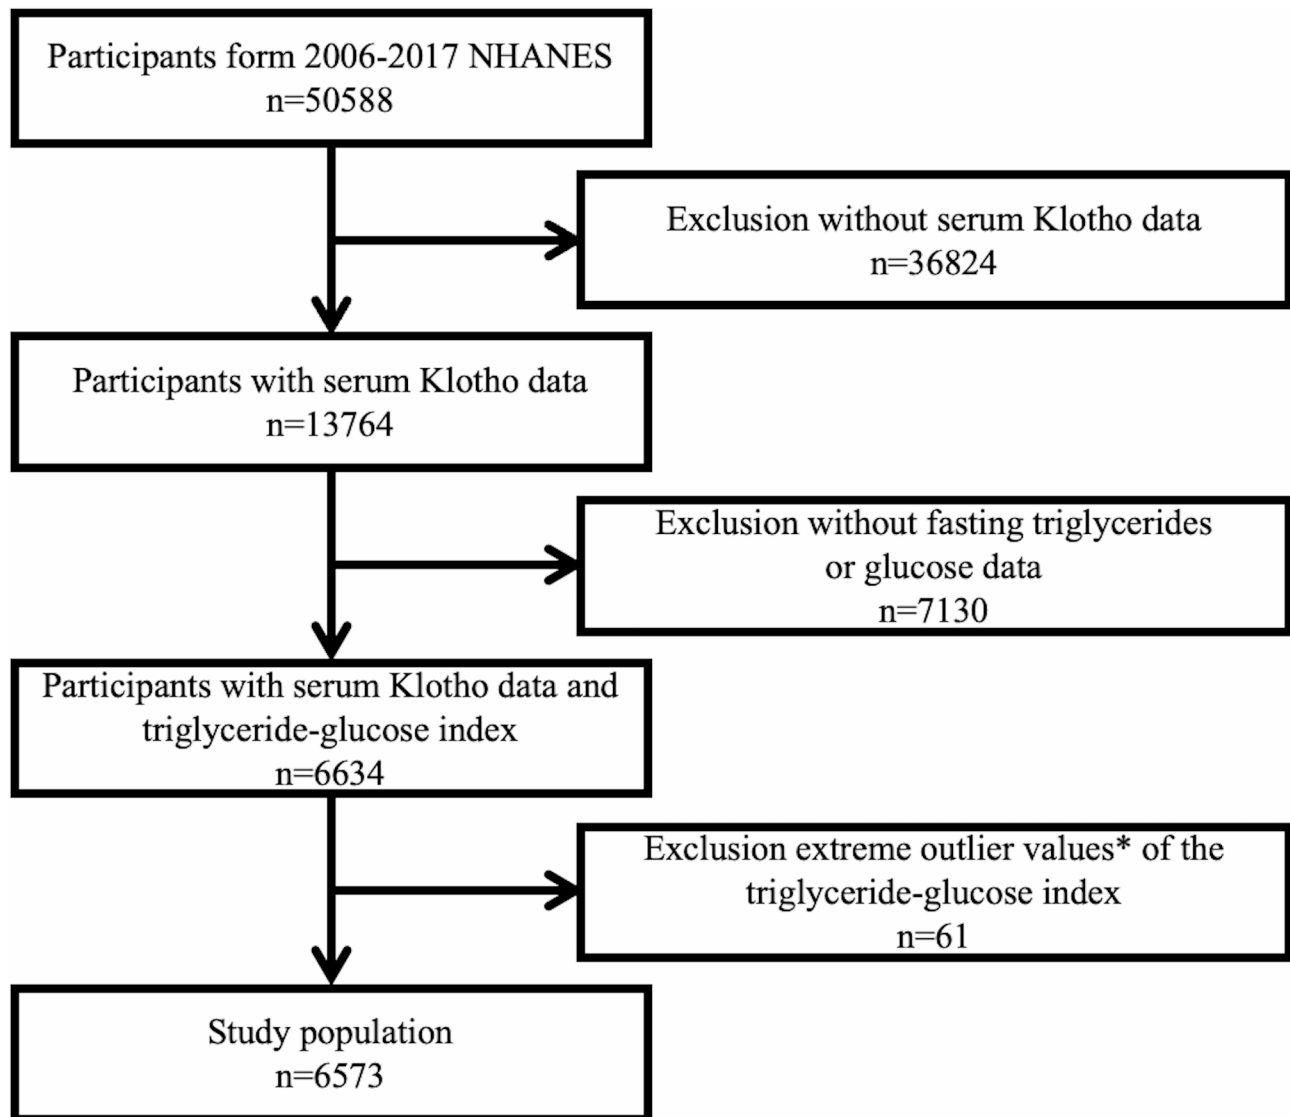 Participants form 2006-2017 NHANES
n=50588
Exclusion without serum Klotho data
n=36824
Participants with serum Klotho data
n=13764
Exclusion without fasting triglycerides
or glucose data
n=7130
Participants with serum Klotho data and
triglyceride-glucose index
n=6634
Exclusion extreme outlier values* of the
triglyceride-glucose index
n=61
Study population
n=6573